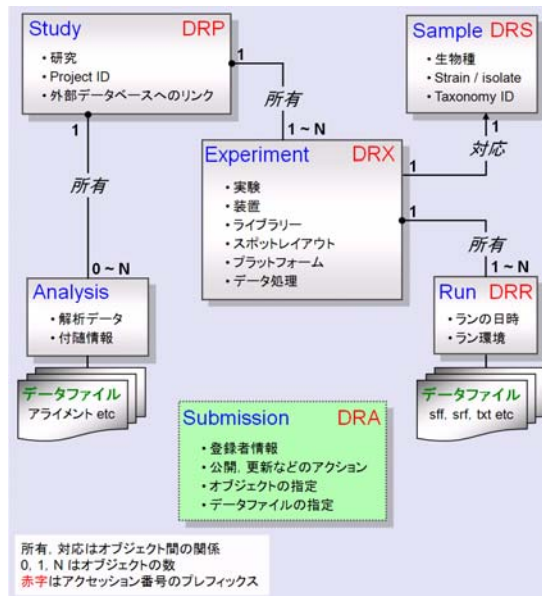 Study DRP
・研究
・Project ID
・外部データベースへのリンク
Sample DRS
・生物種
・Strain / isolate
・Taxonomy ID
1
所有
1 ~ N
1
所有
0 ~ N
Experiment DRX
・実験
・装置
・ライブラリー
・スポットレイアウト
・プラットフォーム
・データ処理
1
対応
1
1
所有
1 ~ N
Analysis
・解析データ
・付随情報
データファイル
アライメント etc
Run DRR
・ランの日時
・ラン環境
データファイル
sff, srf, txt etc
Submission DRA
・登録者情報
・公開, 更新などのアクション
・オブジェクトの指定
・データファイルの指定
所有, 対応はオブジェクト間の関係
0, 1, N はオブジェクトの数
赤字はアクセッション番号のプレフィックス